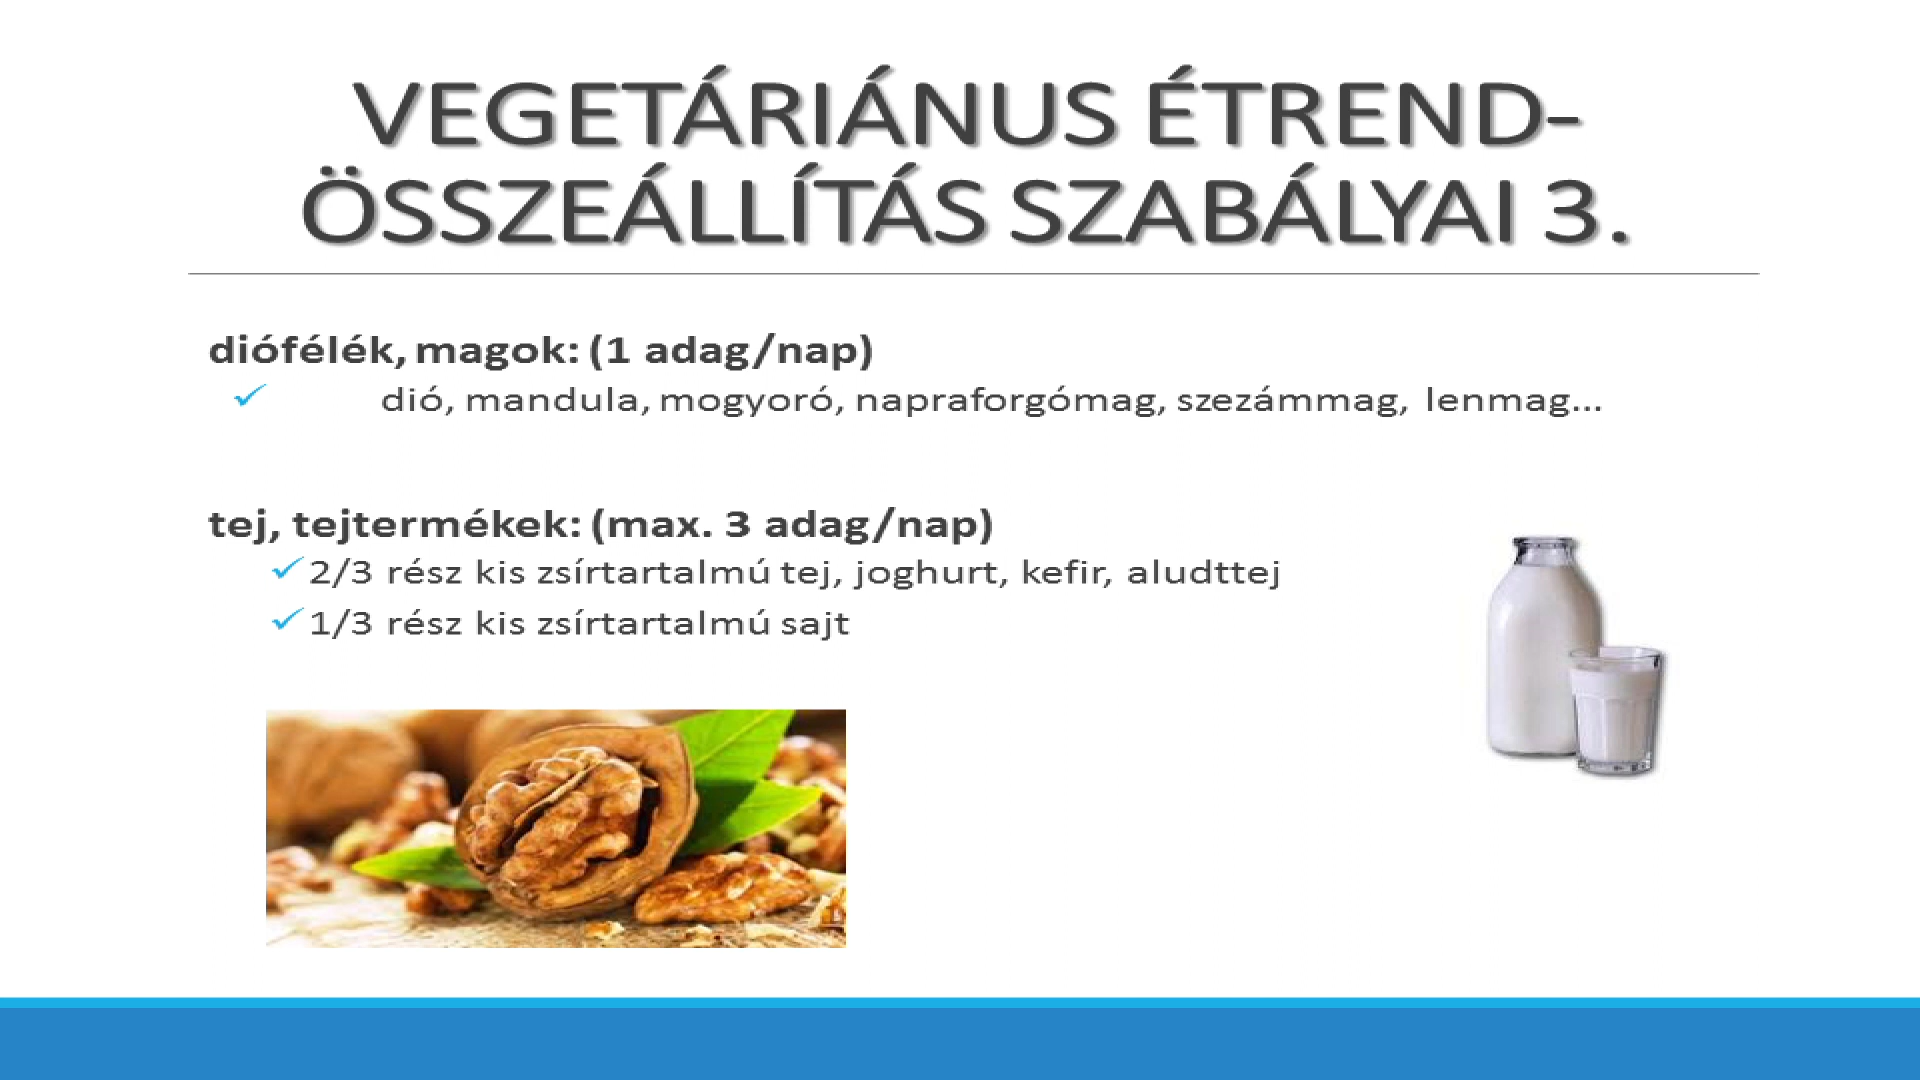 VEGETÁRIÁNUS ÉTREND-
ÖSSZEÁLLÍTÁS SZABÁLYAI 3.
diófélék, magok: (1 adag/nap)
✓ dió, mandula, mogyoró, napraforgómag, szezámmag, lenmag...
tej, tejtermékek: (max. 3 adag/nap)
✓ 2/3 rész kis zsírtartalmú tej, joghurt, kefir, aludttej
✓ 1/3 rész kis zsírtartalmú sajt